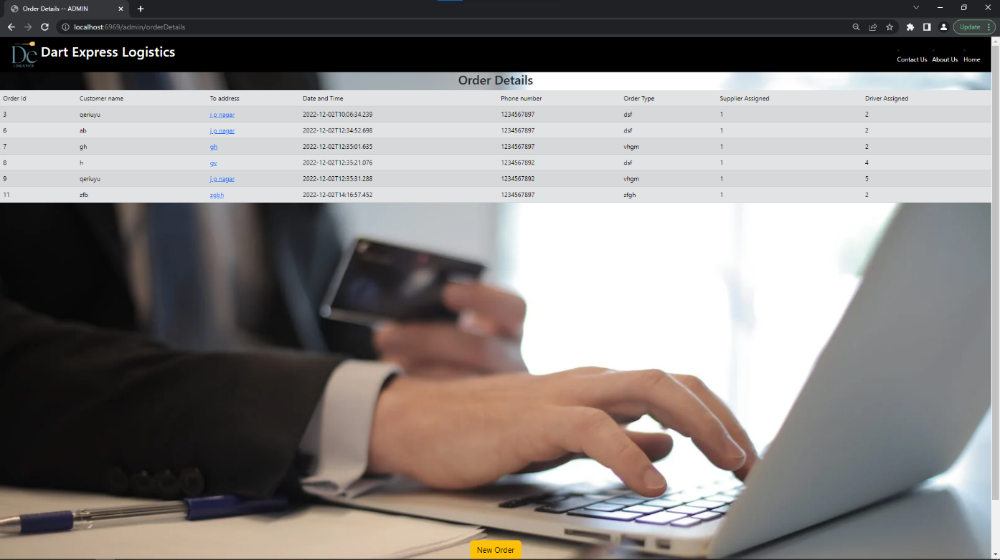 Order Details -- ADMIN
localhost:6969/admin/orderDetails
Update
De
LOGISTICS
Dart Express Logistics
Contact Us About Us Home
Order Details
Order Id Customer name To address Date and Time Phone number Order Type Supplier Assigned Driver Assigned
3 qeriuyu j p nagar 2022-12-02T10:06:34.239 1234567897 dsf 1 2
6 ab j p nagar 2022-12-02T12:34:52.698 1234567897 dsf 1 2
7 gh gh 2022-12-02T12:35:01.635 1234567897 vhgm 1 2
8 h gv 2022-12-02T12:35:21.076 1234567892 dsf 1 4
9 qeriuyu j p nagar 2022-12-02T12:35:31.288 1234567892 vhgm 1 5
11 zfb zgbh 2022-12-02T14:16:57.452 1234567897 zfgh 1 2
New Order